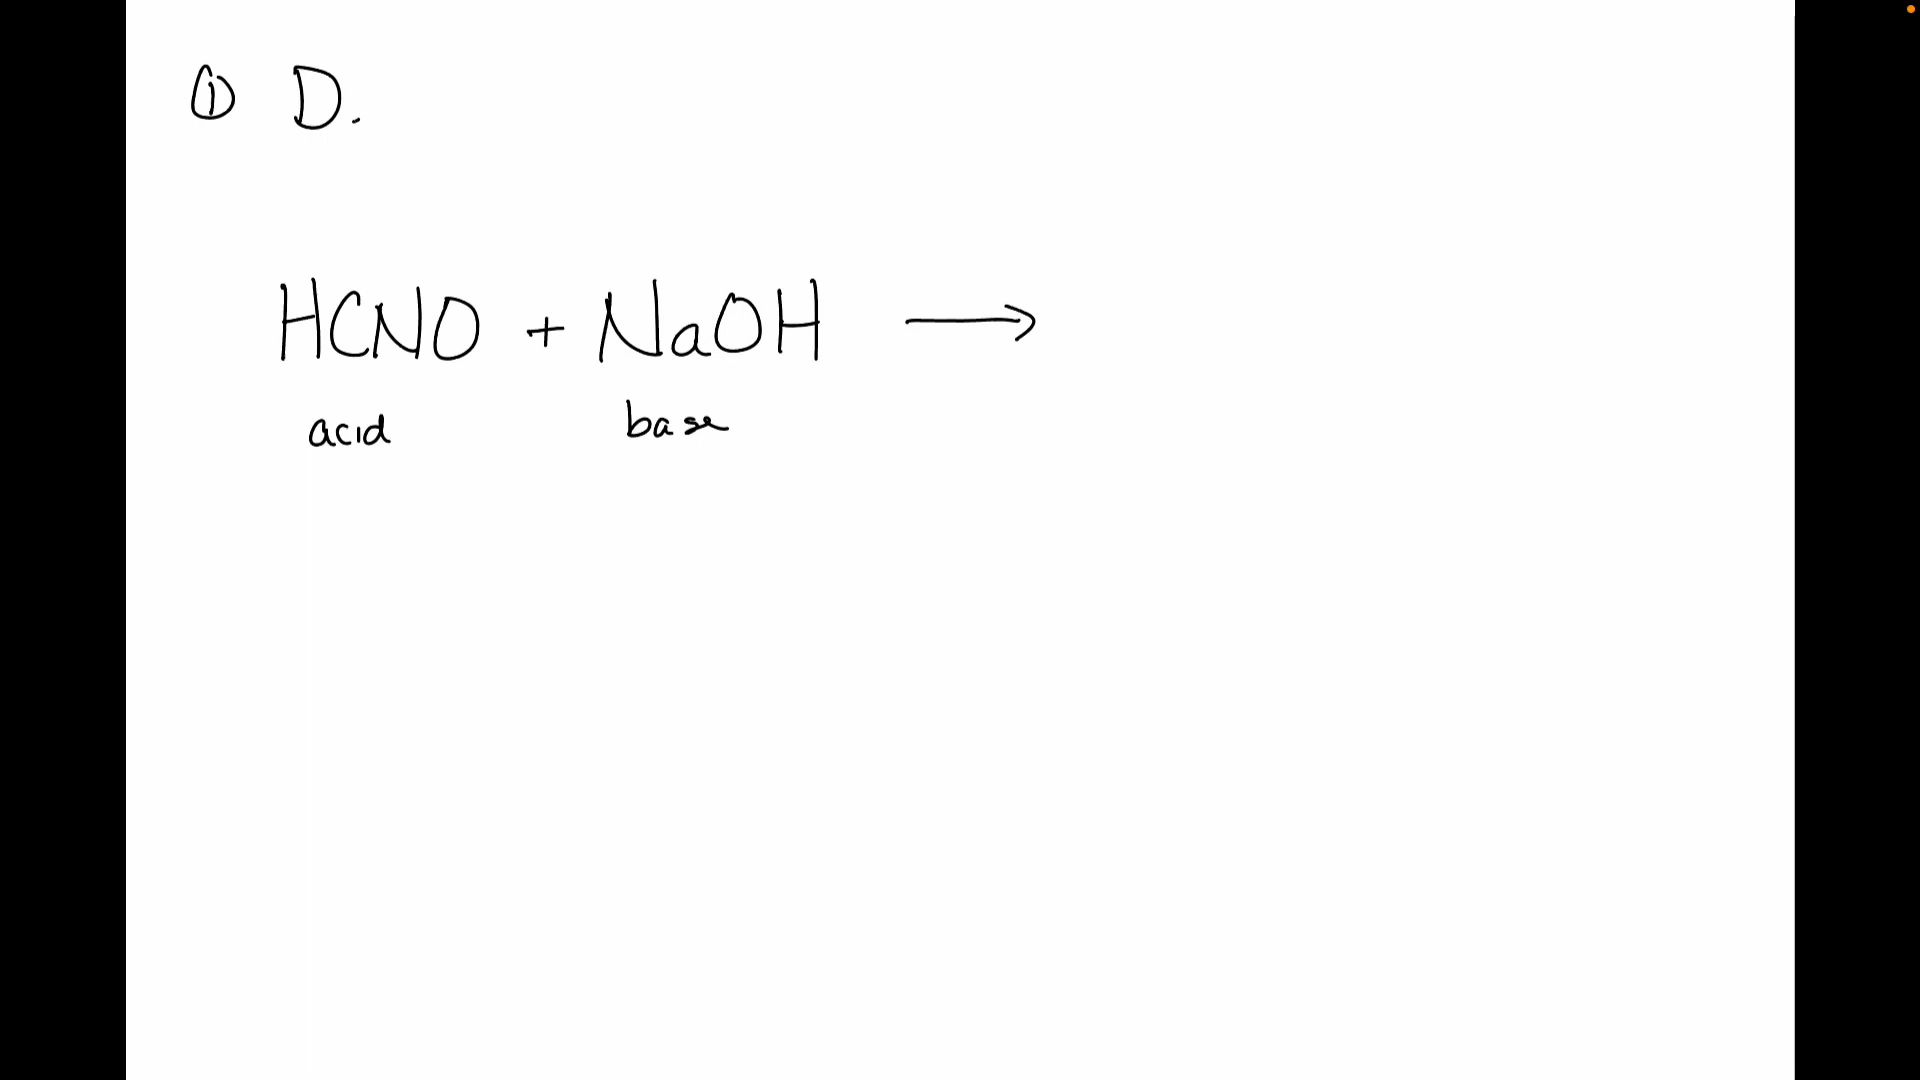 ① D.
HCNO + NaOH ⟶
acid base